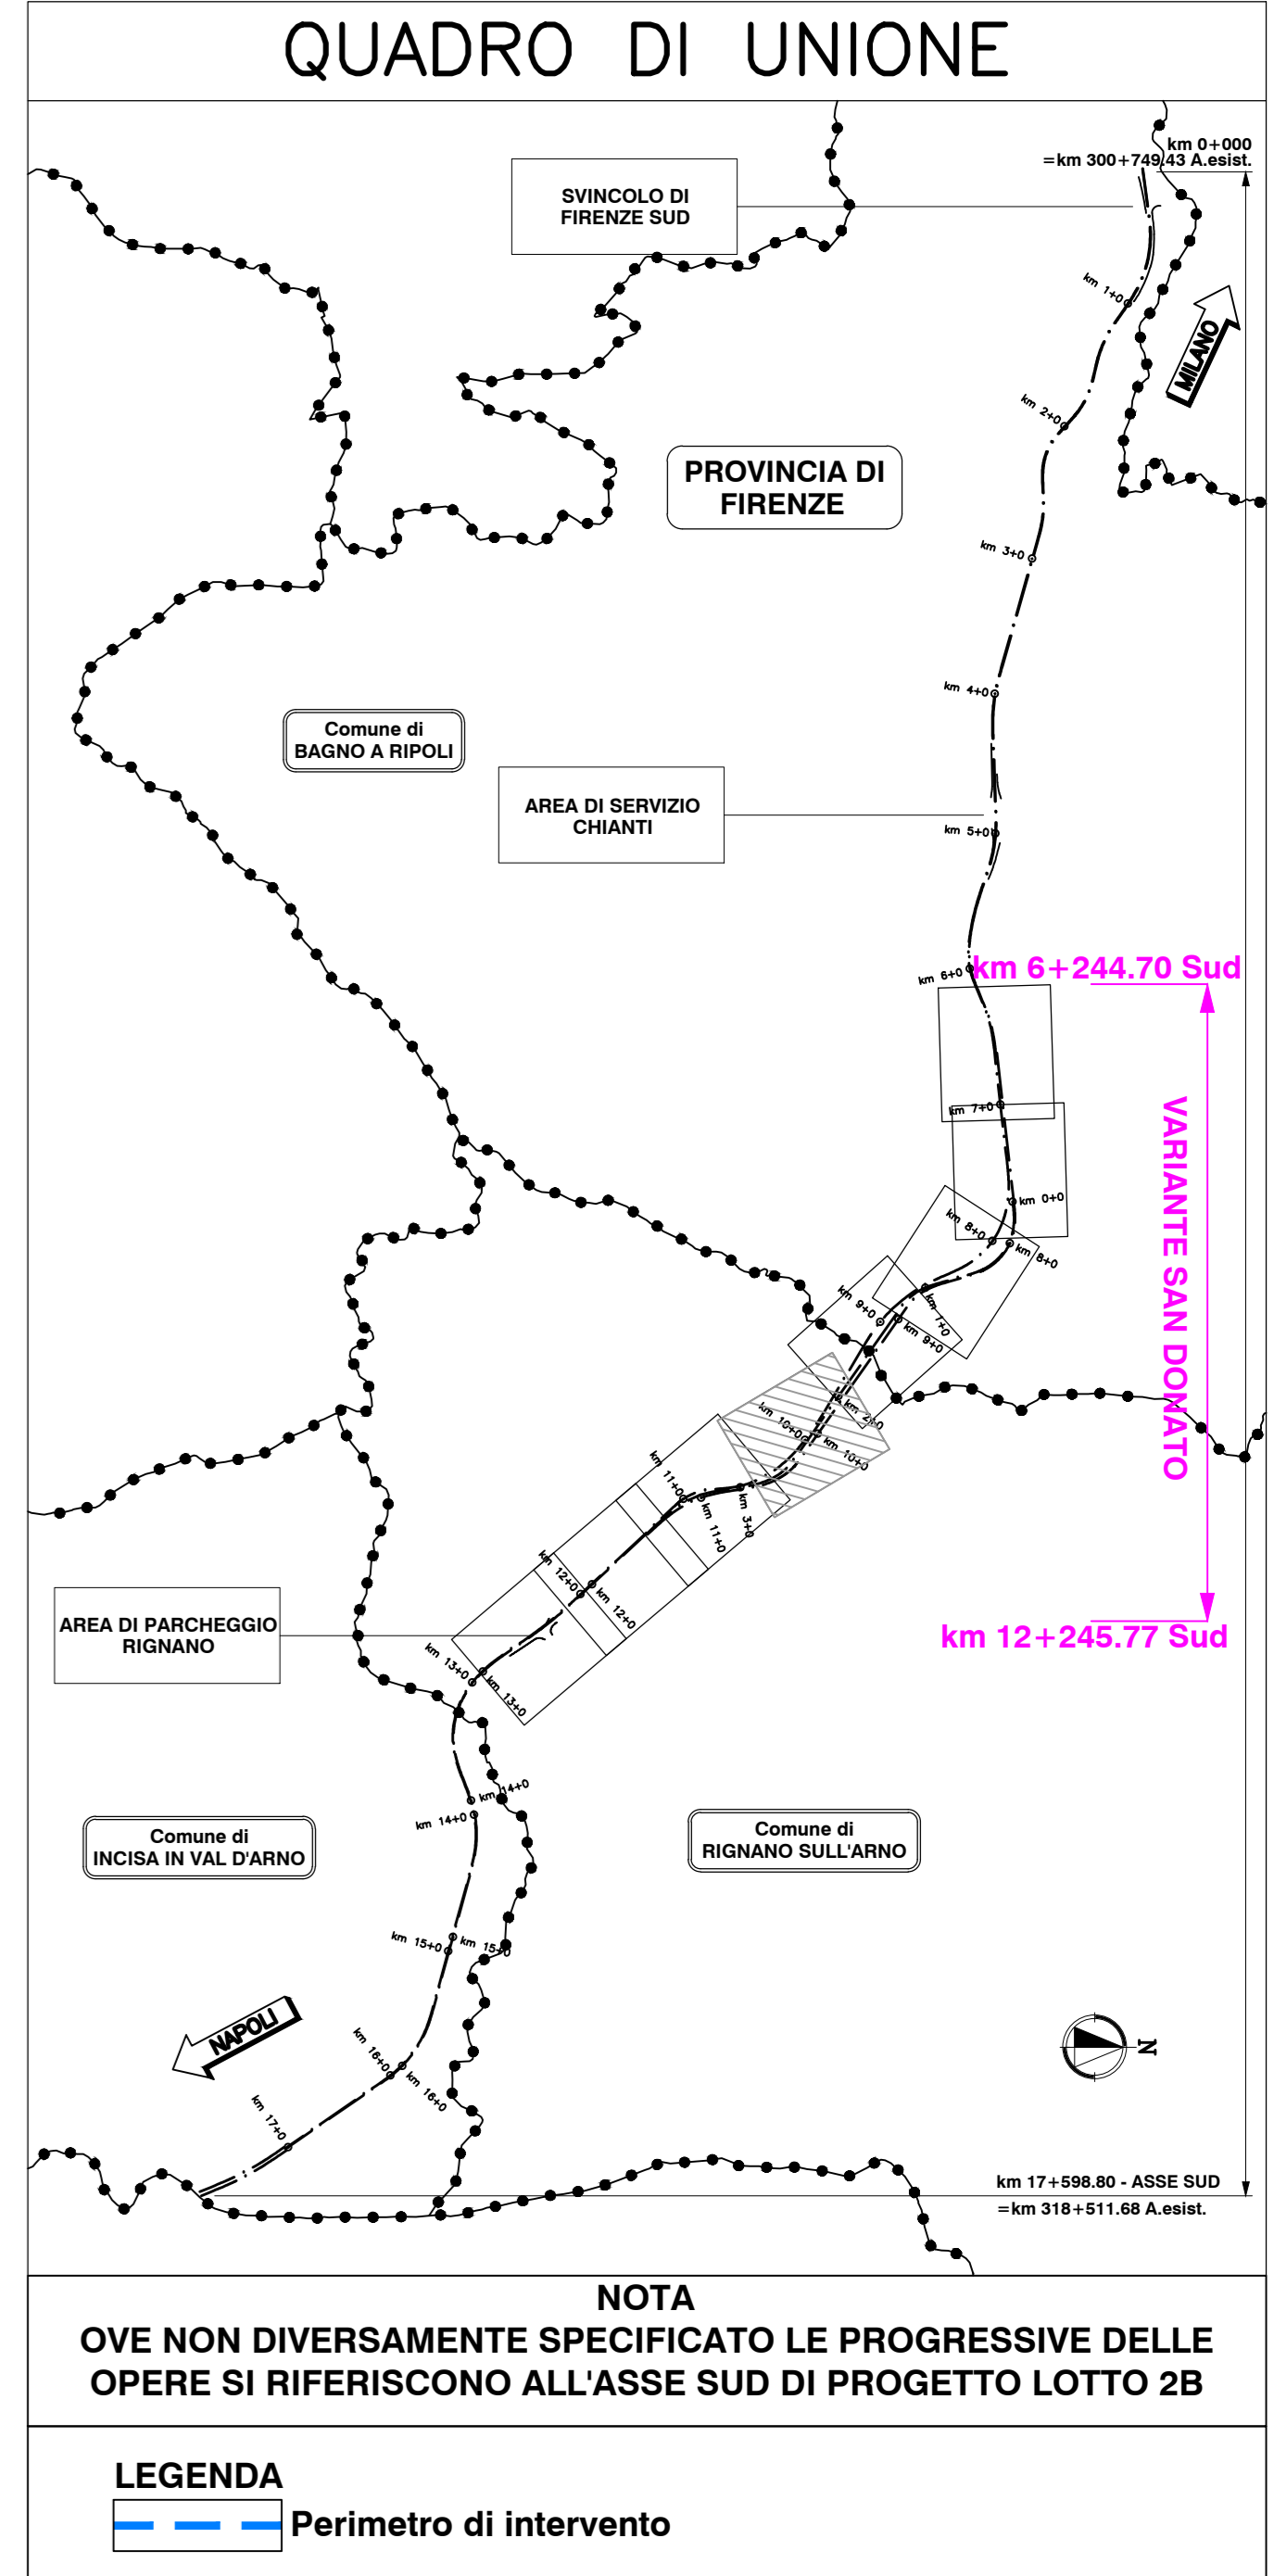 QUADRO DI UNIONE
km 0+000
=km 300+749.43 A.esist.
SVINCOLO DI
FIRENZE SUD
km 1+0
MILANO
km 2+0
PROVINCIA DI
FIRENZE
km 3+0
km 4+0
Comune di
BAGNO A RIPOLI
AREA DI SERVIZIO
CHIANTI
km 5+0
km 6+244.70 Sud
km 6+0
km 7+0
VARIANTE SAN DONATO
km 0+0
km 8+0
km 8+0
km 9+0
km 1+0
km 9+0
km 2+0
km 10+0
km 10+0
km 11+0
km 3+0
km 11+0
km 12+0
km 12+0
AREA DI PARCHEGGIO
RIGNANO
km 12+245.77 Sud
km 13+0
km 13+0
km 14+0
km 14+0
Comune di
INCISA IN VAL D'ARNO
Comune di
RIGNANO SULL'ARNO
km 15+0
km 15+0
NAPOLI
km 16+0
km 16+0
N
km 17+0
km 17+598.80 - ASSE SUD
=km 318+511.68 A.esist.
NOTA
OVE NON DIVERSAMENTE SPECIFICATO LE PROGRESSIVE DELLE
OPERE SI RIFERISCONO ALL'ASSE SUD DI PROGETTO LOTTO 2B
LEGENDA
Perimetro di intervento